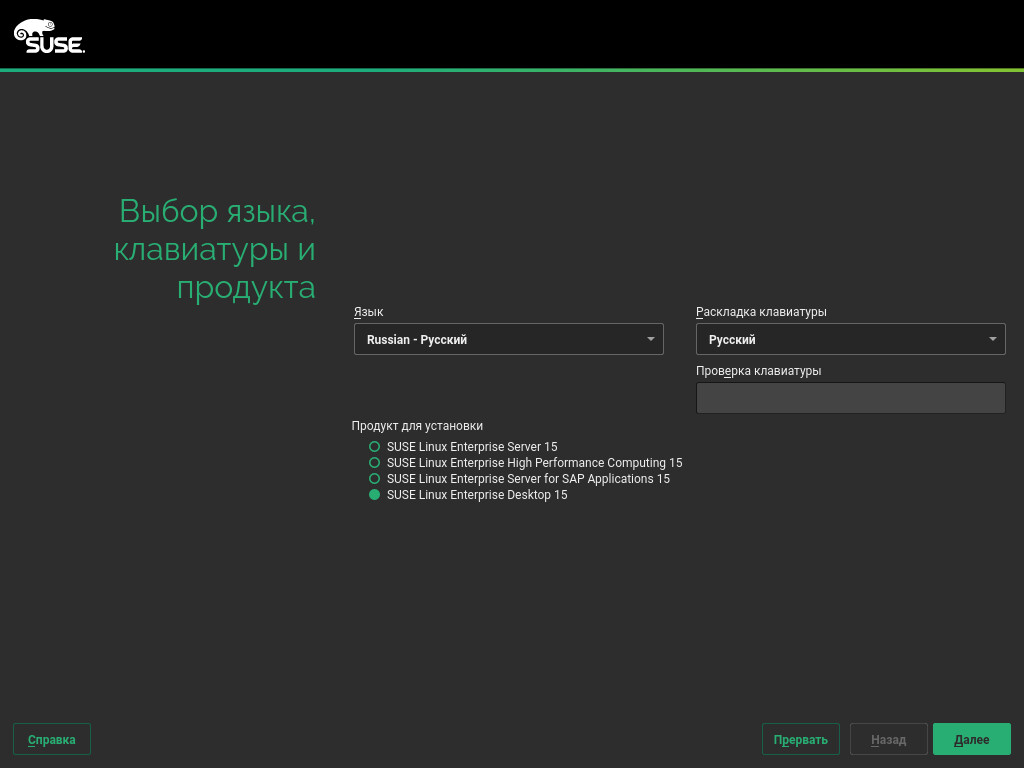 SUSE.
Выбор языка,
клавиатуры и
продукта
Язык
Russian - Русский
Раскладка клавиатуры
Русский
Проверка клавиатуры
Продукт для установки
SUSE Linux Enterprise Server 15
SUSE Linux Enterprise High Performance Computing 15
SUSE Linux Enterprise Server for SAP Applications 15
SUSE Linux Enterprise Desktop 15
Справка
Прервать
Назад
Далее